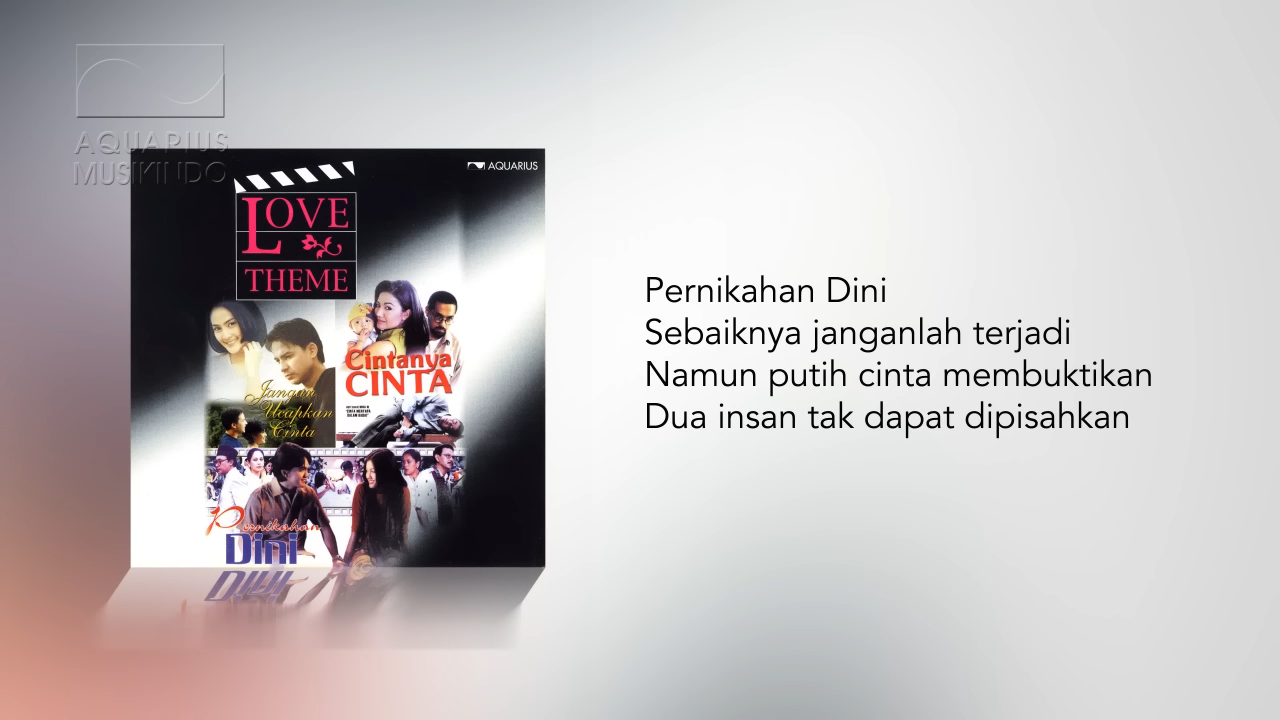 AQUARIUS
MUSIKINDO
AQUARIUS
LOVE
THEME
Cintanya
CINTA
Jangan
Ucapkan
Cinta
Pernikahan
Dini
Pernikahan Dini
Sebaiknya janganlah terjadi
Namun putih cinta membuktikan
Dua insan tak dapat dipisahkan